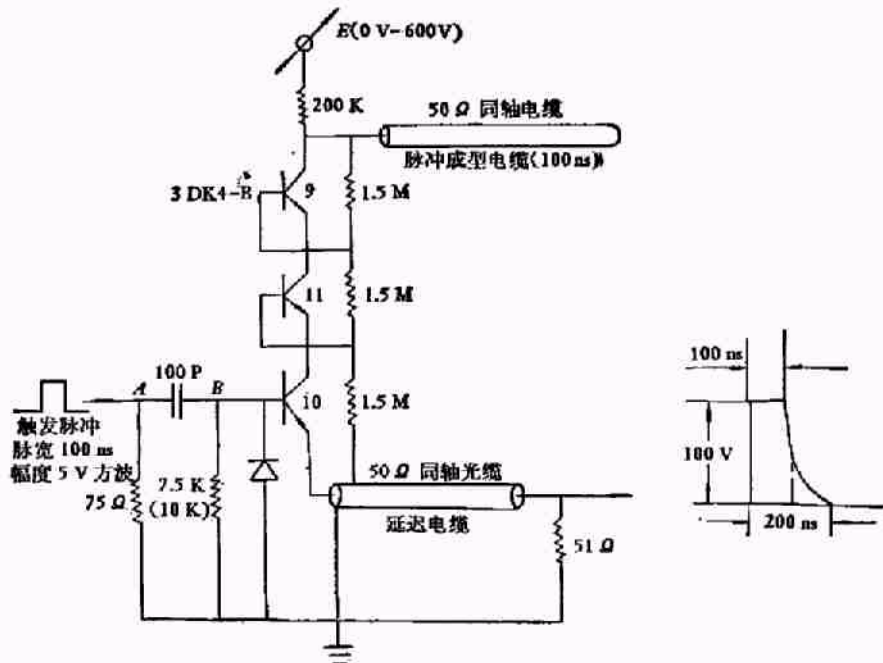 E(0 V-600V)
200 K
50 Ω 同轴电缆
脉冲成型电缆(100ns)
3 DK4-B
9
1.5 M
11
1.5 M
100 P
A
B
10
1.5 M
触发脉冲
脉宽 100 ns
幅度 5 V 方波
75Ω
7.5 K
(10 K)
50 Ω 同轴光缆
延迟电缆
51 Ω
100 ns
100 V
200 ns